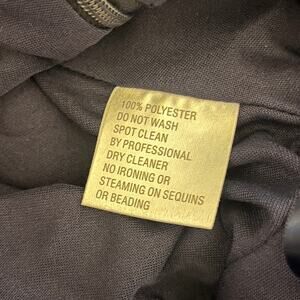 100% POLYESTER
DO NOT WASH
SPOT CLEAN
BY PROFESSIONAL
DRY CLEANER
NO IRONING OR
STEAMING ON SEQUINS
OR BEADING